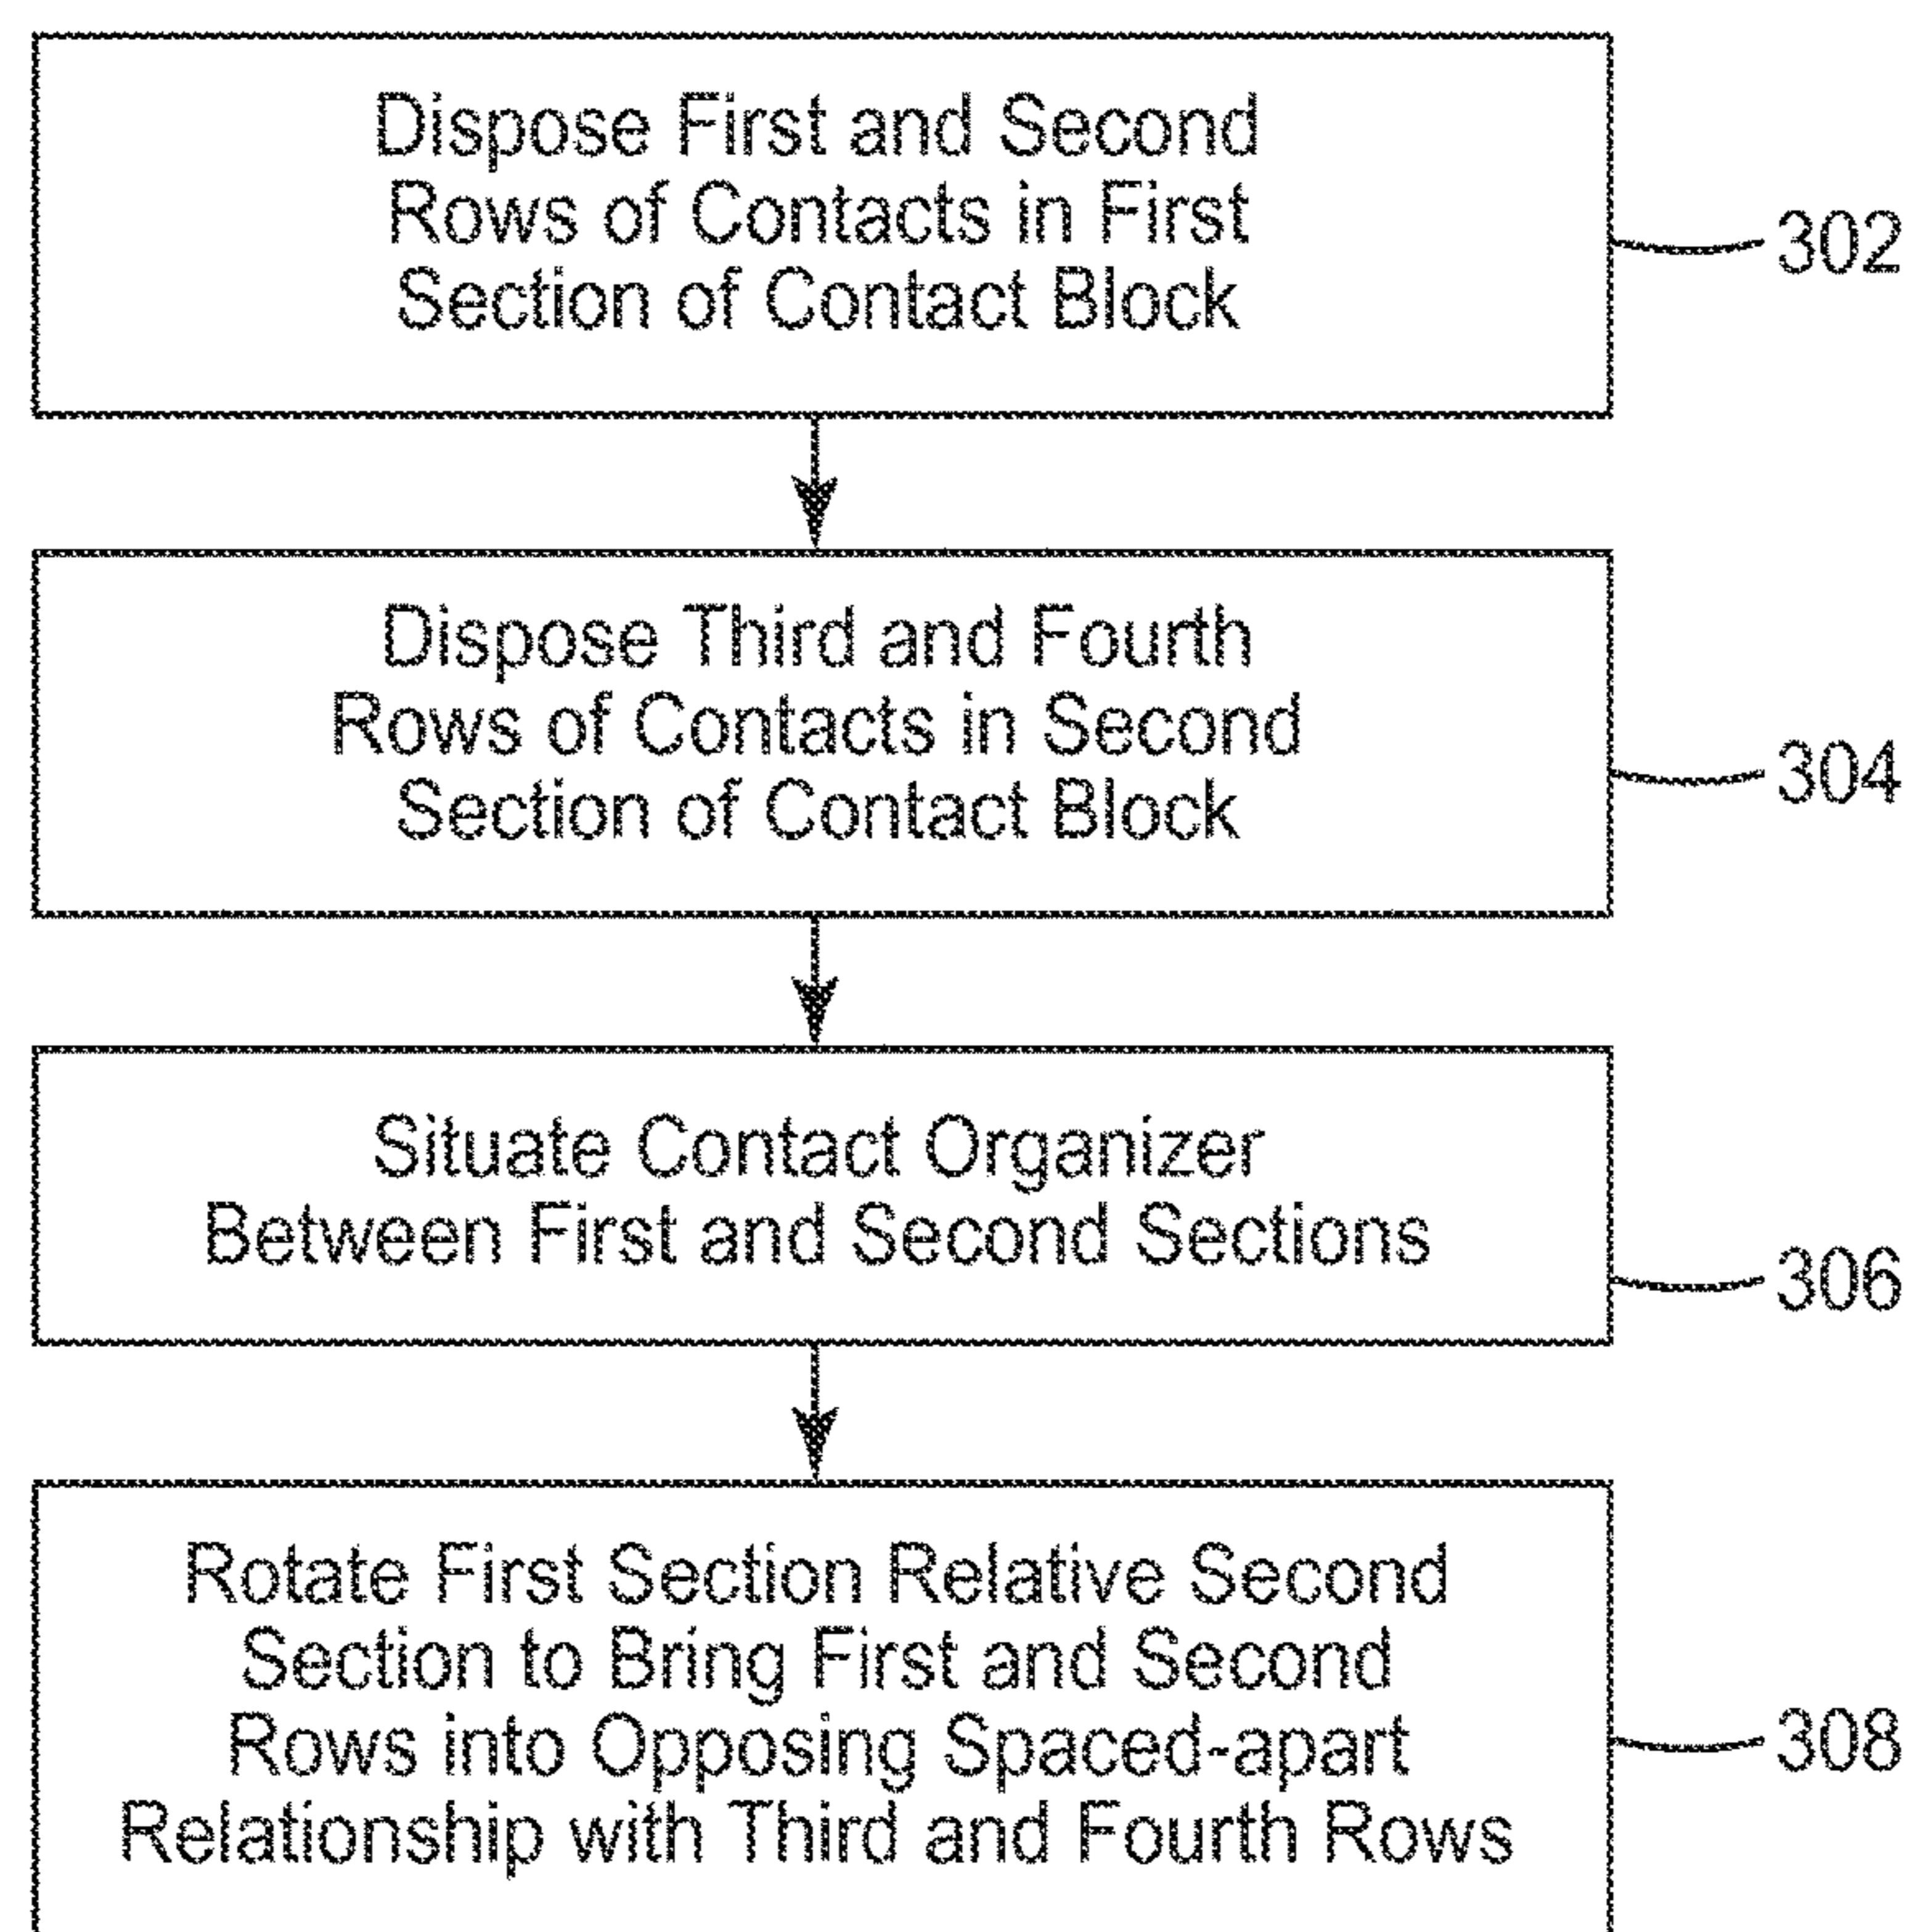 Dispose First and Second
Rows of Contacts in First
Section of Contact Block
302
Dispose Third and Fourth
Rows of Contacts in Second
Section of Contact Block
304
Situate Contact Organizer
Between First and Second Sections
306
Rotate First Section Relative Second
Section to Bring First and Second
Rows into Opposing Spaced-apart
Relationship with Third and Fourth Rows
308